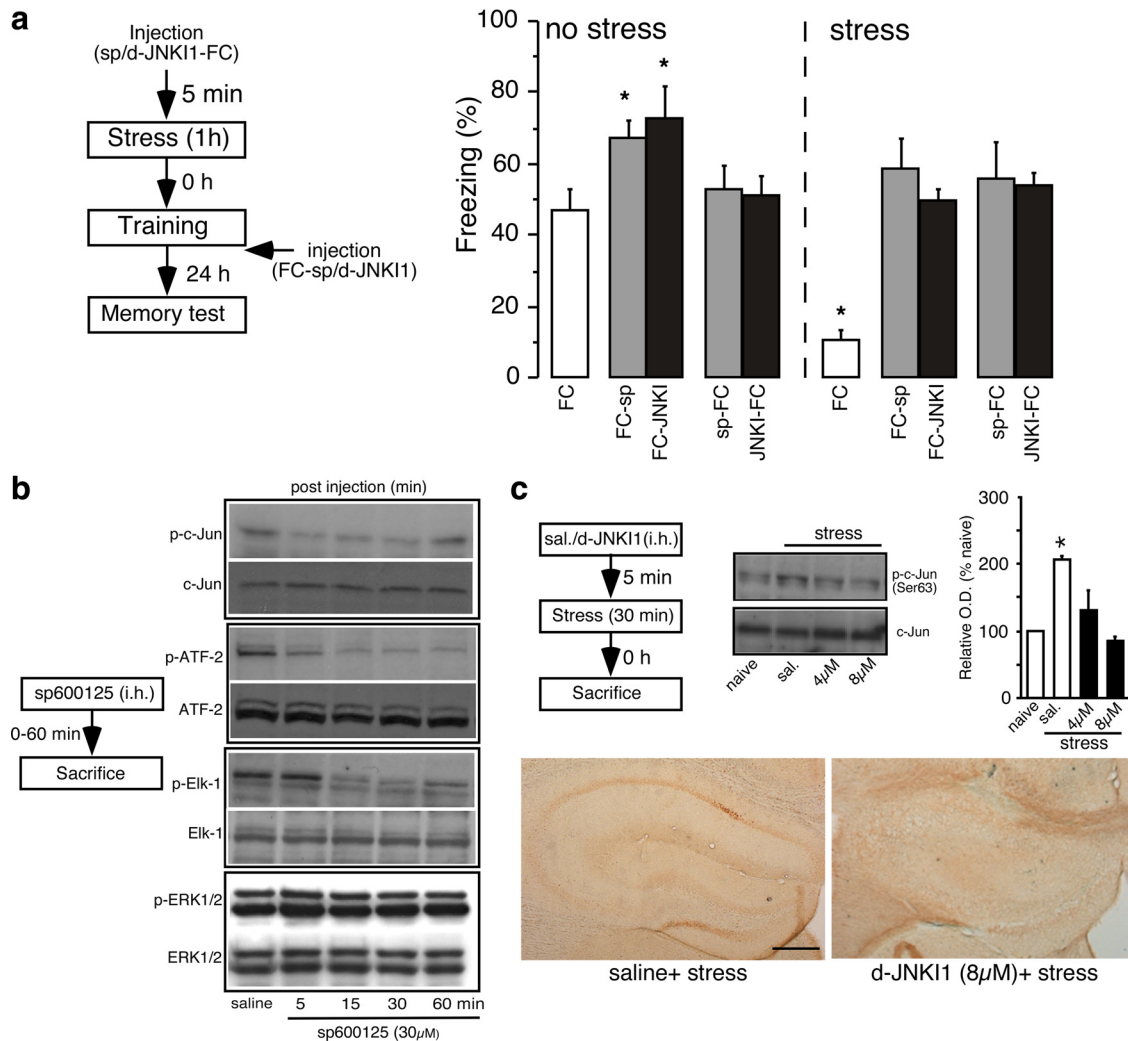 a
Injection
(sp/d-JNKI1-FC)
5 min
Stress (1h)
0 h
Training
injection
(FC-sp/d-JNKI1)
24 h
Memory test
Freezing (%)
100
80
60
40
20
0
no stress
stress
*
*
*
FC
FC-sp
FC-JNKI
sp-FC
JNKI-FC
FC
FC-sp
FC-JNKI
sp-FC
JNKI-FC
b
post injection (min)
p-c-Jun
c-Jun
p-ATF-2
ATF-2
p-Elk-1
Elk-1
p-ERK1/2
ERK1/2
sp600125 (i.h.)
0-60 min
Sacrifice
saline 5 15 30 60 min
sp600125 (30µM)
c
sal./d-JNKI1(i.h.)
5 min
Stress (30 min)
0 h
Sacrifice
stress
p-c-Jun
(Ser63)
c-Jun
naive sal. 4µM 8µM
Relative O.D. (% naive)
300
200
100
0
*
naive sal. 4µM 8µM
stress
saline+ stress
d-JNKI1 (8µM)+ stress